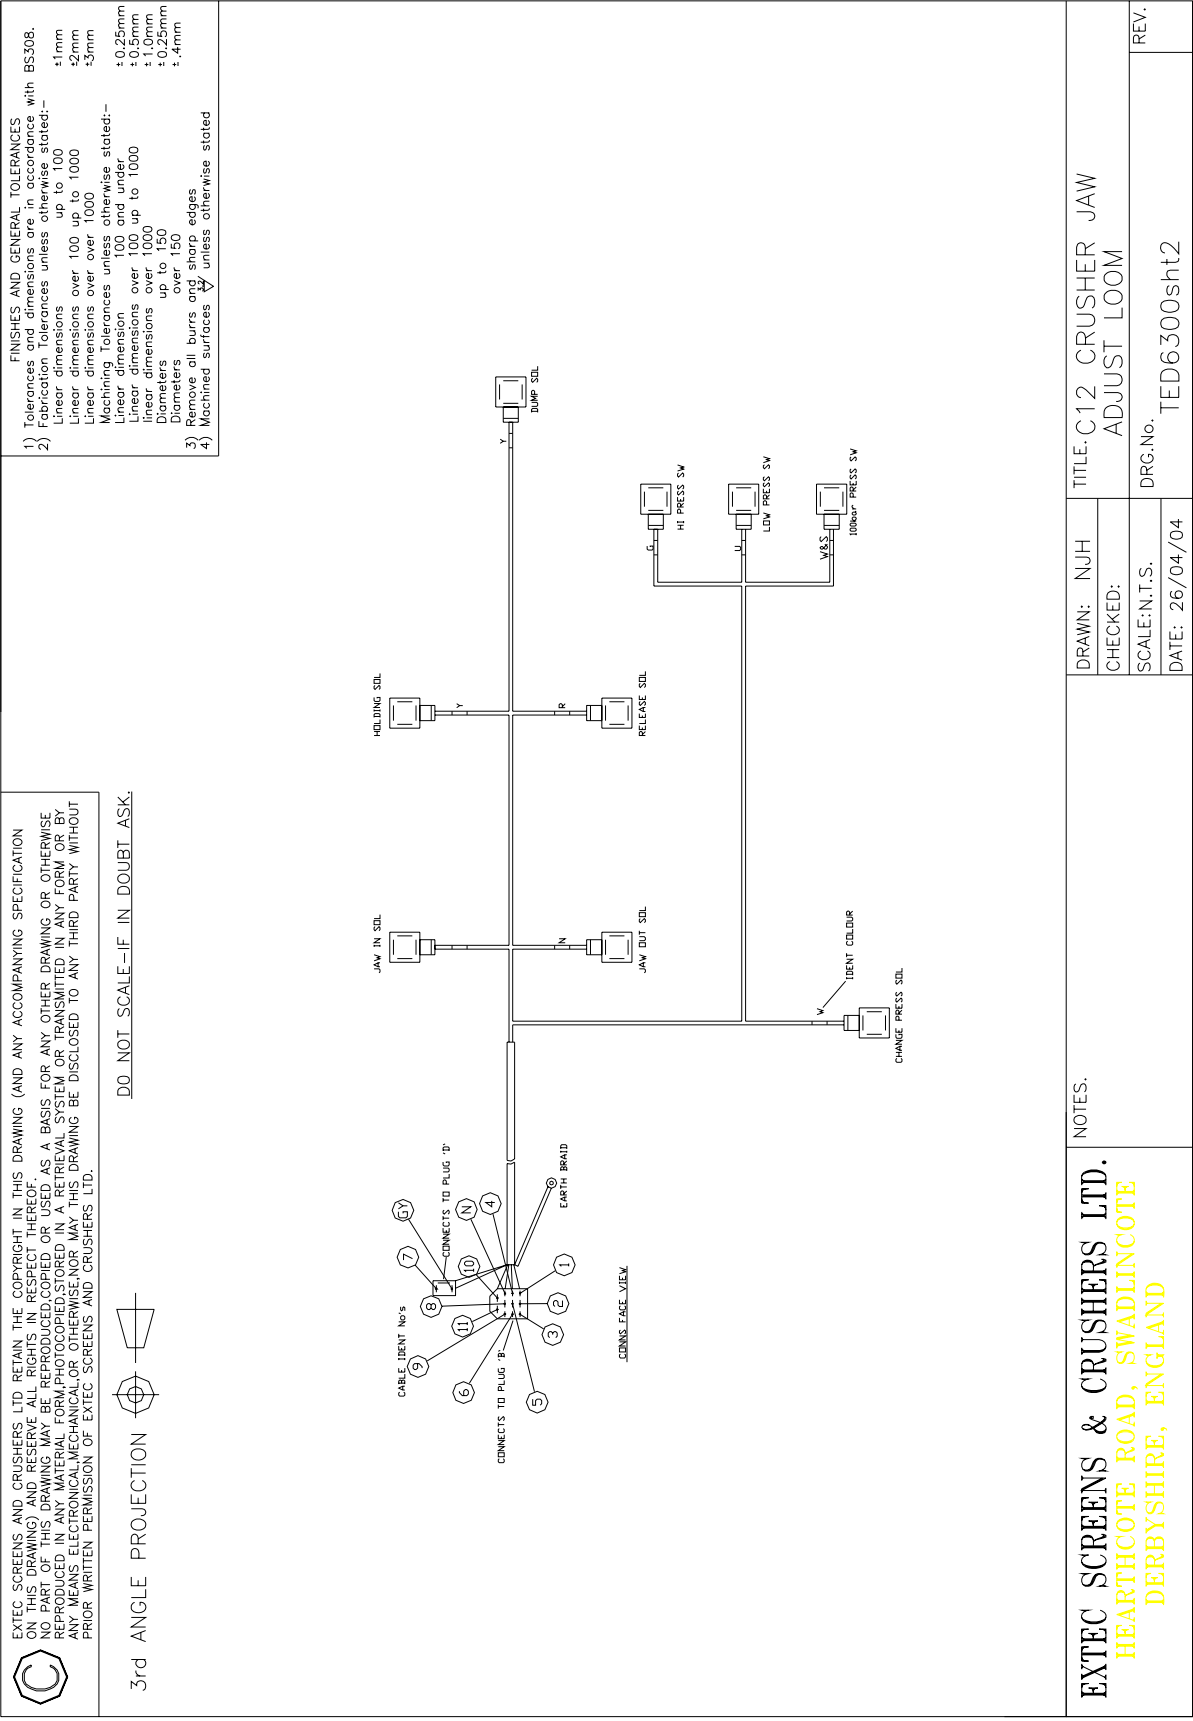 EXTEC SCREENS AND CRUSHERS LTD RETAIN THE COPYRIGHT IN THIS DRAWING (AND ANY ACCOMPANYING SPECIFICATION
ON THIS DRAWING) AND RESERVE ALL RIGHTS IN RESPECT THEREOF.
NO PART OF THIS DRAWING MAY BE REPRODUCED,COPIED OR USED AS A BASIS FOR ANY OTHER DRAWING OR OTHERWISE
REPRODUCED IN ANY MATERIAL FORM,PHOTOCOPIED,STORED IN A RETRIEVAL SYSTEM OR TRANSMITTED IN ANY FORM OR BY
ANY MEANS ELECTRONICAL,MECHANICAL,OR OTHERWISE,NOR MAY THIS DRAWING BE DISCLOSED TO ANY THIRD PARTY WITHOUT
PRIOR WRITTEN PERMISSION OF EXTEC SCREENS AND CRUSHERS LTD.
C
3rd ANGLE PROJECTION
DO NOT SCALE-IF IN DOUBT ASK.
FINISHES AND GENERAL TOLERANCES
1) Tolerances and dimensions are in accordance with BS308.
2) Fabrication Tolerances unless otherwise stated:-
Linear dimensions up to 100 ±1mm
Linear dimensions over 100 up to 1000 ±2mm
Linear dimensions over over 1000 ±3mm
Machining Tolerances unless otherwise stated:-
Linear dimension 100 and under ±0.25mm
Linear dimensions over 100 up to 1000 ±0.5mm
linear dimensions over 1000 ±1.0mm
Diameters up to 150 ±0.25mm
Diameters over 150 ±.4mm
3) Remove all burrs and sharp edges
4) Machined surfaces 3.2 unless otherwise stated
JAW IN SOL
HOLDING SOL
Y
R
RELEASE SOL
N
JAW OUT SOL
Y
DUMP SOL
G
HI PRESS SW
U
LOW PRESS SW
W&S
100bar PRESS SW
W
IDENT COLOUR
CHANGE PRESS SOL
CABLE IDENT No's
CONNECTS TO PLUG 'D'
GY
7
8
10
N
4
11
9
6
5
1
2
3
CONNECTS TO PLUG 'B'
EARTH BRAID
CONNS FACE VIEW
EXTEC SCREENS & CRUSHERS LTD.
HEARTHCOTE ROAD, SWADLINCOTE
DERBYSHIRE, ENGLAND
NOTES.
DRAWN: NJH
CHECKED:
SCALE:N.T.S.
DATE: 26/04/04
TITLE. C12 CRUSHER JAW
ADJUST LOOM
DRG.No.
TED6300sht2
REV.